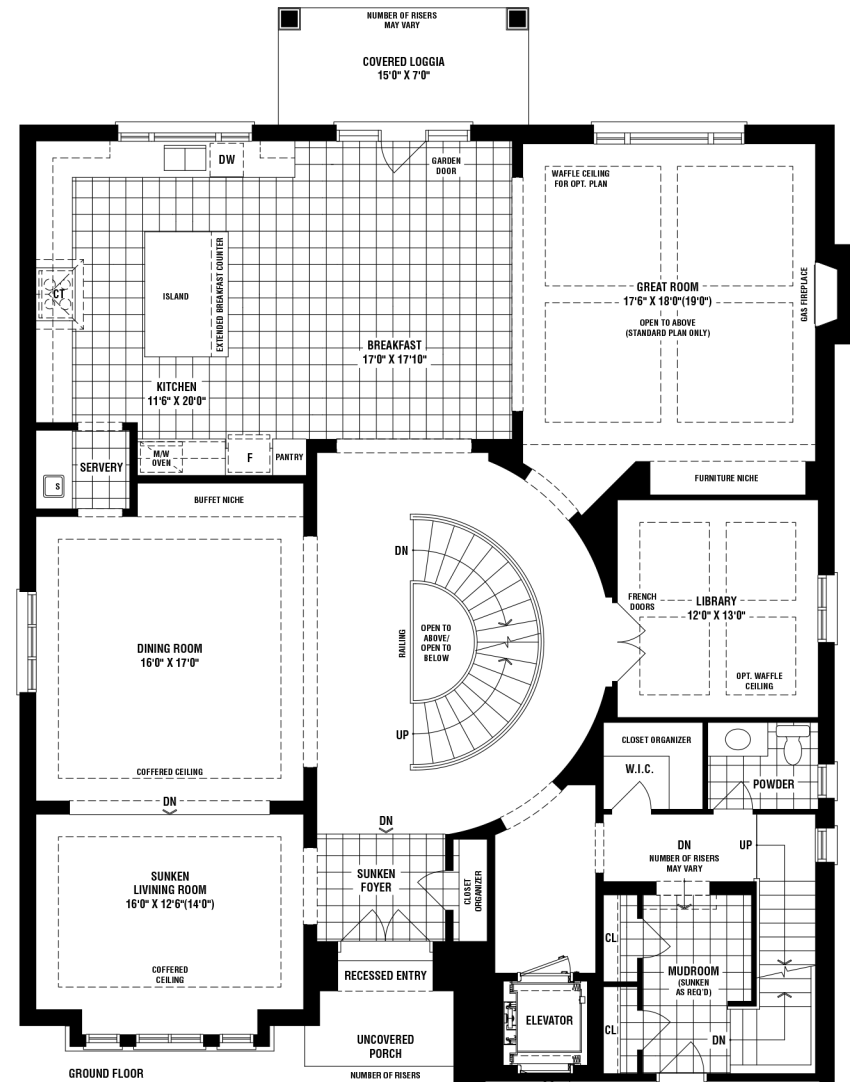 NUMBER OF RISERS
MAY VARY
COVERED LOGGIA
15'0" X 7'0"
DW
GARDEN
DOOR
WAFFLE CEILING
FOR OPT. PLAN
CT
ISLAND
EXTENDED BREAKFAST COUNTER
GREAT ROOM
17'6" X 18'0"(19'0")
OPEN TO ABOVE
(STANDARD PLAN ONLY)
GAS FIREPLACE
BREAKFAST
17'0" X 17'10"
KITCHEN
11'6" X 20'0"
M/W
OVEN
F
PANTRY
SERVERY
S
BUFFET NICHE
FURNITURE NICHE
DN
RAILING
OPEN TO
ABOVE/
OPEN TO
BELOW
UP
FRENCH
DOORS
LIBRARY
12'0" X 13'0"
OPT. WAFFLE
CEILING
DINING ROOM
16'0" X 17'0"
COFFERED CEILING
DN
CLOSET ORGANIZER
W.I.C.
POWDER
DN
SUNKEN
LIVINING ROOM
16'0" X 12'6"(14'0")
COFFERED
CEILING
SUNKEN
FOYER
CLOSET
ORGANIZER
DN
NUMBER OF RISERS
MAY VARY
UP
CL
MUDROOM
(SUNKEN
AS REQ'D)
CL
DN
RECESSED ENTRY
ELEVATOR
UNCOVERED
PORCH
GROUND FLOOR
NUMBER OF RISERS